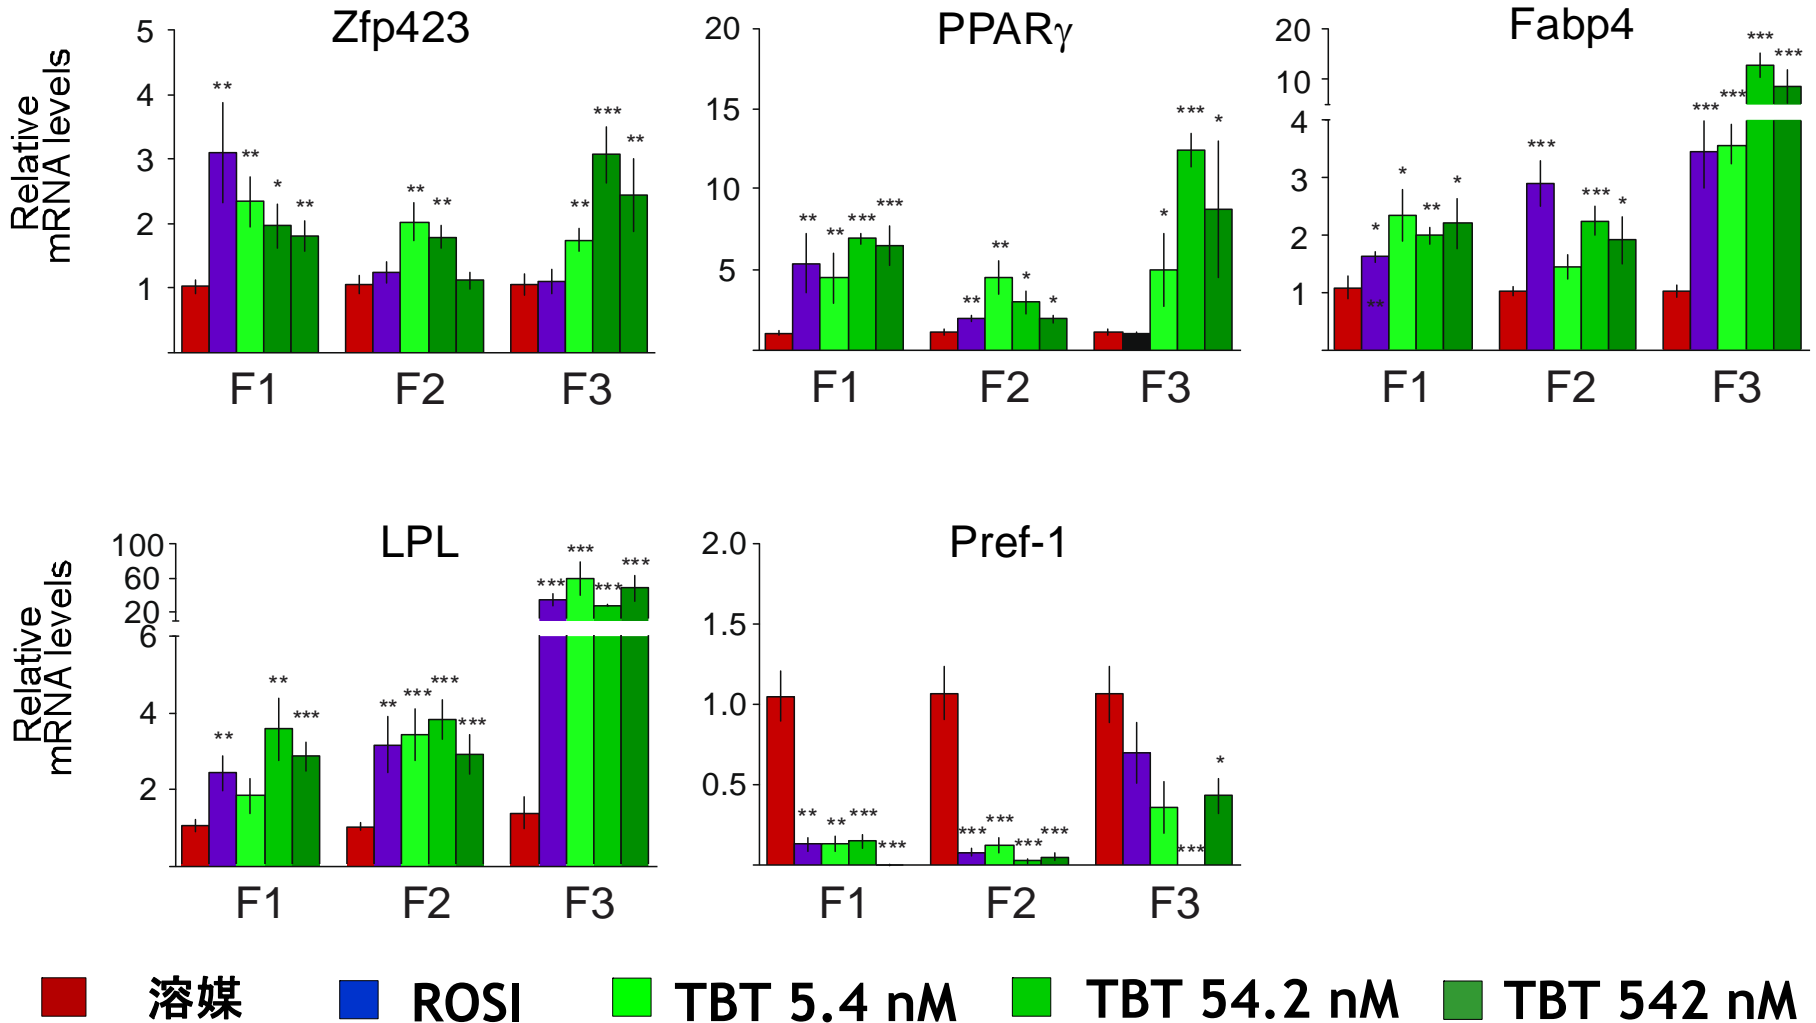 Zfp423
PPARγ
Fabp4
Relative
mRNA levels
5
4
3
2
1
**
**
*
**
**
**
**
***
**
F1
F2
F3
20
15
10
5
**
**
***
***
**
**
*
*
*
***
*
F1
F2
F3
20
10
4
3
2
1
*
**
*
**
*
***
***
*
***
***
***
***
F1
F2
F3
LPL
Pref-1
Relative
mRNA levels
100
60
20
6
4
2
**
**
***
**
***
***
***
***
***
***
***
F1
F2
F3
2.0
1.5
1.0
0.5
**
**
***
***
***
***
***
***
***
*
F1
F2
F3
溶媒
ROSI
TBT 5.4 nM
TBT 54.2 nM
TBT 542 nM